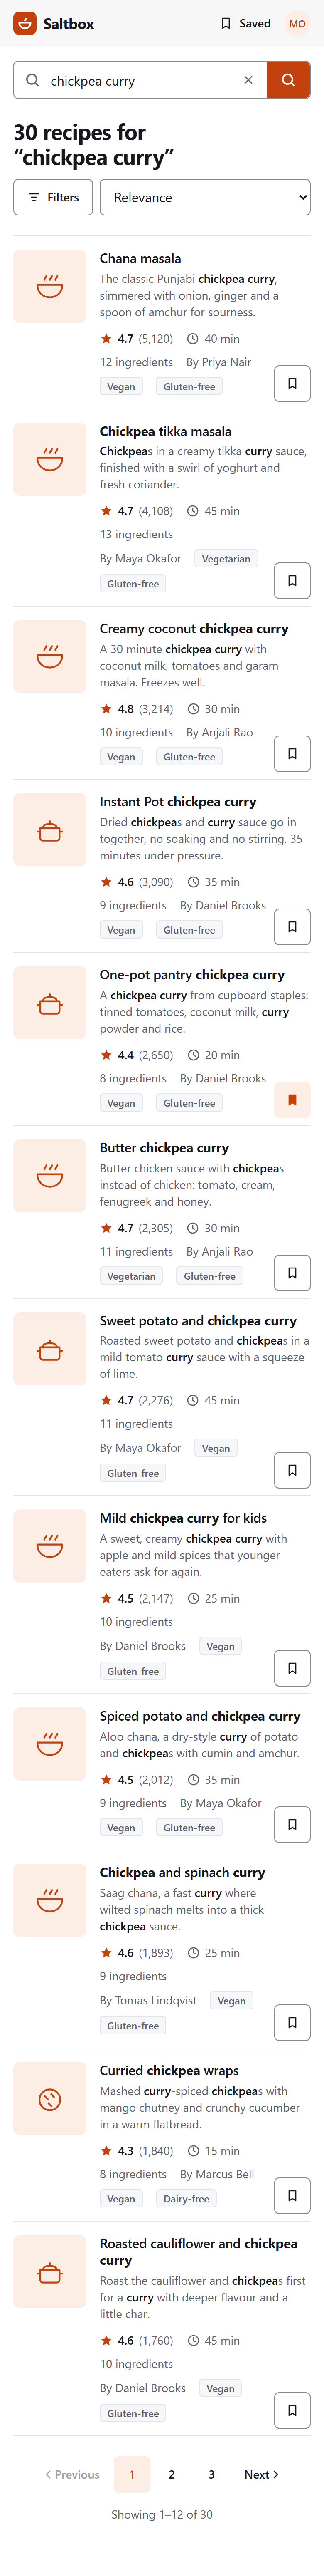 Saltbox
Saved
MO
chickpea curry
30 recipes for
“chickpea curry”
Filters
Relevance
Chana masala
The classic Punjabi chickpea curry,
simmered with onion, ginger and a
spoon of amchur for sourness.
4.7 (5,120) 40 min
12 ingredients By Priya Nair
Vegan Gluten-free
Chickpea tikka masala
Chickpeas in a creamy tikka curry sauce,
finished with a swirl of yoghurt and
fresh coriander.
4.7 (4,108) 45 min
13 ingredients
By Maya Okafor Vegetarian
Gluten-free
Creamy coconut chickpea curry
A 30 minute chickpea curry with
coconut milk, tomatoes and garam
masala. Freezes well.
4.8 (3,214) 30 min
10 ingredients By Anjali Rao
Vegan Gluten-free
Instant Pot chickpea curry
Dried chickpeas and curry sauce go in
together, no soaking and no stirring. 35
minutes under pressure.
4.6 (3,090) 35 min
9 ingredients By Daniel Brooks
Vegan Gluten-free
One-pot pantry chickpea curry
A chickpea curry from cupboard staples:
tinned tomatoes, coconut milk, curry
powder and rice.
4.4 (2,650) 20 min
8 ingredients By Daniel Brooks
Vegan Gluten-free
Butter chickpea curry
Butter chicken sauce with chickpeas
instead of chicken: tomato, cream,
fenugreek and honey.
4.7 (2,305) 30 min
11 ingredients By Anjali Rao
Vegetarian Gluten-free
Sweet potato and chickpea curry
Roasted sweet potato and chickpeas in a
mild tomato curry sauce with a squeeze
of lime.
4.7 (2,276) 45 min
11 ingredients
By Maya Okafor Vegan
Gluten-free
Mild chickpea curry for kids
A sweet, creamy chickpea curry with
apple and mild spices that younger
eaters ask for again.
4.5 (2,147) 25 min
10 ingredients
By Daniel Brooks Vegan
Gluten-free
Spiced potato and chickpea curry
Aloo chana, a dry-style curry of potato
and chickpeas with cumin and amchur.
4.5 (2,012) 35 min
9 ingredients By Maya Okafor
Vegan Gluten-free
Chickpea and spinach curry
Saag chana, a fast curry where
wilted spinach melts into a thick
chickpea sauce.
4.6 (1,893) 25 min
9 ingredients
By Tomas Lindqvist Vegan
Gluten-free
Curried chickpea wraps
Mashed curry-spiced chickpeas with
mango chutney and crunchy cucumber
in a warm flatbread.
4.3 (1,840) 15 min
8 ingredients By Marcus Bell
Vegan Dairy-free
Roasted cauliflower and chickpea
curry
Roast the cauliflower and chickpeas first
for a curry with deeper flavour and a
little char.
4.6 (1,760) 45 min
10 ingredients
By Daniel Brooks Vegan
Gluten-free
Previous 1 2 3 Next
Showing 1–12 of 30